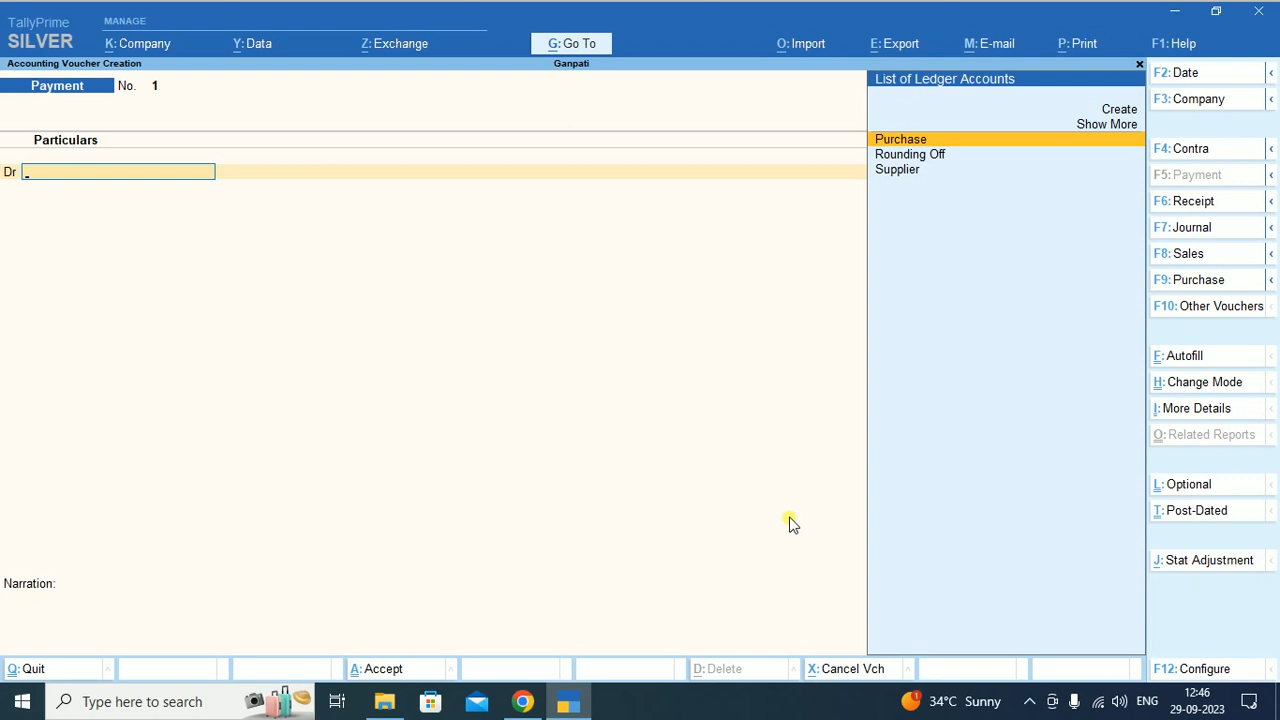 TallyPrime
SILVER
MANAGE
K: Company
Y: Data
Z: Exchange
G: Go To
O: Import
E: Export
M: E-mail
P: Print
F1: Help
Accounting Voucher Creation
Ganpati
Payment No. 1
Particulars
Dr
Narration:
List of Ledger Accounts
Create
Show More
Purchase
Rounding Off
Supplier
F2: Date
F3: Company
F4: Contra
F5: Payment
F6: Receipt
F7: Journal
F8: Sales
F9: Purchase
F10: Other Vouchers
F: Autofill
H: Change Mode
I: More Details
O: Related Reports
L: Optional
T: Post-Dated
J: Stat Adjustment
Q: Quit
A: Accept
D: Delete
X: Cancel Vch
F12: Configure
Type here to search
1
34°C Sunny
ENG
12:46
29-09-2023